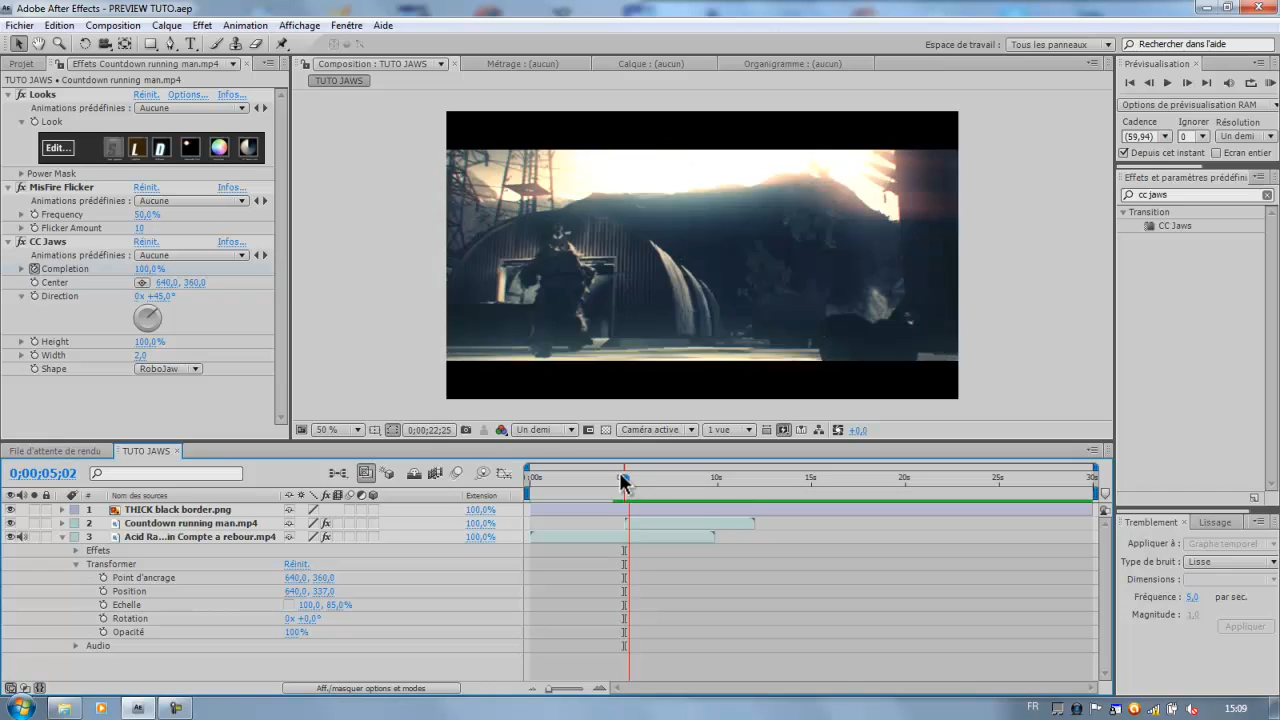 Adobe After Effects - PREVIEW TUTO.aep
Fichier Edition Composition Calque Effet Animation Affichage Fenêtre Aide
Espace de travail : Tous les panneaux Rechercher dans l'aide
Projet Effets Countdown running man.mp4 Composition : TUTO JAWS Métrage : (aucun) Calque : (aucun) Organigramme : (aucun) Prévisualisation
TUTO JAWS • Countdown running man.mp4
TUTO JAWS
Looks Réinit. Options... Infos...
Animations prédéfinies : Aucune
Look
Edit... S L D
Power Mask
MisFire Flicker Réinit. Infos...
Animations prédéfinies : Aucune
Frequency 50,0%
Flicker Amount 10
CC Jaws Réinit. Infos...
Animations prédéfinies : Aucune
Completion 100,0%
Center 640,0, 360,0
Direction 0x +45,0°
Height 100,0%
Width 2,0
Shape RoboJaw
Options de prévisualisation RAM
Cadence Ignorer Résolution
(59,94) 0 Un demi
Depuis cet instant Ecran entier
Effets et paramètres prédéfini
cc jaws
Transition
CC Jaws
50 % 0;00;22;25 Un demi Caméra active 1 vue +0,0
File d'attente de rendu TUTO JAWS
0;00;05;02
:00s 10s 15s 20s 25s 30s
# Nom des sources Extension
1 THICK black border.png 100,0%
2 Countdown running man.mp4 100,0%
3 Acid Ra...in Compte a rebour.mp4 100,0%
Effets
Transformer Réinit.
Point d'ancrage 640,0, 360,0
Position 640,0, 337,0
Echelle 100,0, 85,0%
Rotation 0x +0,0°
Opacité 100%
Audio
Aff./masquer options et modes
Tremblement Lissage
Appliquer à : Graphe temporel
Type de bruit : Lisse
Dimensions :
Fréquence : 5,0 par sec.
Magnitude : 1,0
Appliquer
AE FR 15:09